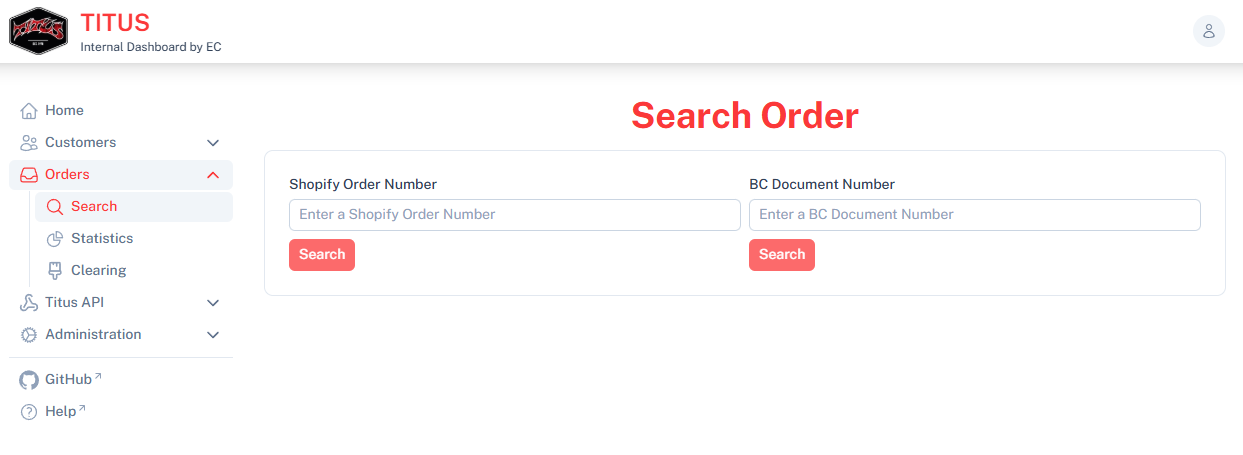 TITUS
Internal Dashboard by EC
Home
Customers
Orders
Search
Statistics
Clearing
Titus API
Administration
GitHub
Help
Search Order
Shopify Order Number
Enter a Shopify Order Number
Search
BC Document Number
Enter a BC Document Number
Search